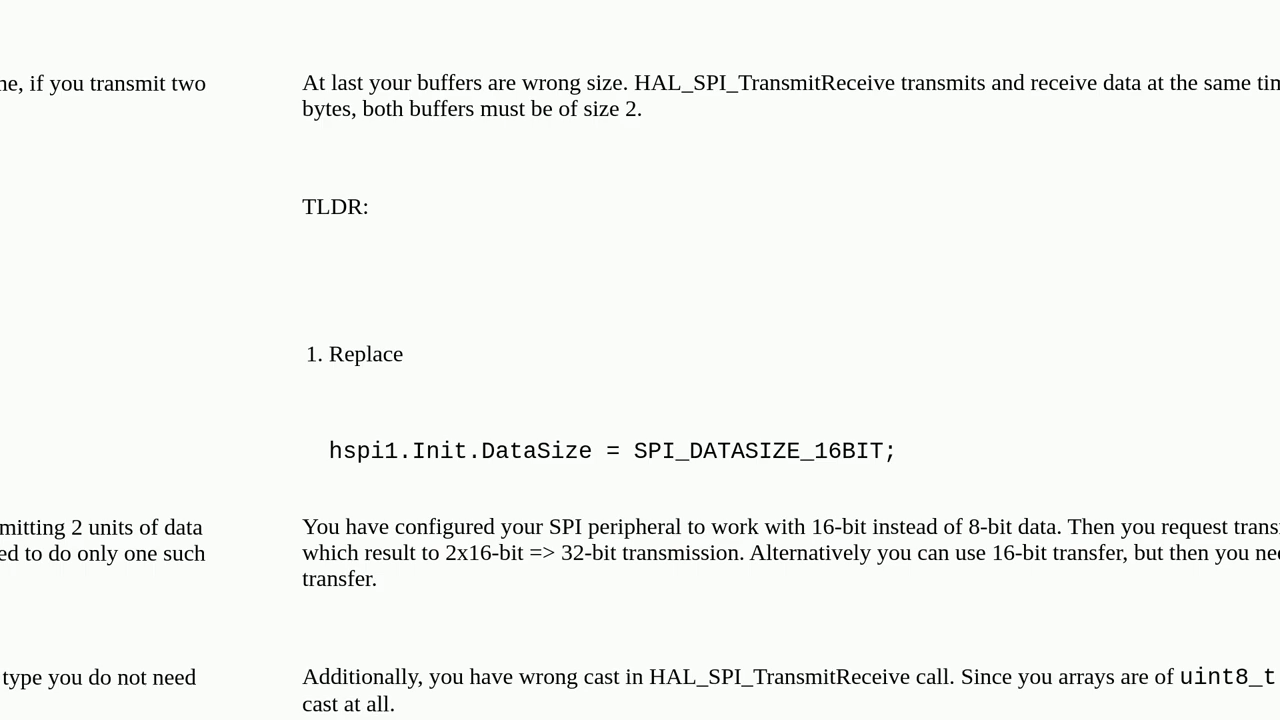 me, if you transmit two
At last your buffers are wrong size. HAL_SPI_TransmitReceive transmits and receive data at the same tim
bytes, both buffers must be of size 2.
TLDR:
1. Replace
hspi1.Init.DataSize = SPI_DATASIZE_16BIT;
mitting 2 units of data
ed to do only one such
You have configured your SPI peripheral to work with 16-bit instead of 8-bit data. Then you request trans
which result to 2x16-bit => 32-bit transmission. Alternatively you can use 16-bit transfer, but then you nee
transfer.
type you do not need
Additionally, you have wrong cast in HAL_SPI_TransmitReceive call. Since you arrays are of uint8_t
cast at all.